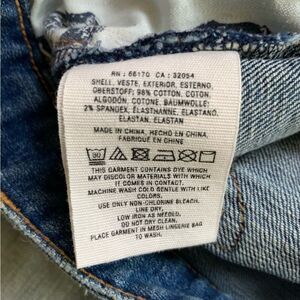 RN : 66170 CA : 32054
SHELL, VESTE, EXTERIOR, ESTERNO,
OBERSTOFF: 98% COTTON, COTON,
ALGODÓN, COTONE, BAUMWOLLE;
2% SPANDEX, ÉLASTHANNE, ELASTANO,
ELASTAN, ELASTAN
MADE IN CHINA, HECHO EN CHINA,
FABRIQUÉ EN CHINE
THIS GARMENT CONTAINS DYE WHICH
MAY DISCOLOR MATERIALS WITH WHICH
IT COMES IN CONTACT.
MACHINE WASH COLD GENTLE WITH LIKE
COLORS,
USE ONLY NON-CHLORINE BLEACH,
LINE DRY,
LOW IRON AS NEEDED,
DO NOT DRY CLEAN,
PLACE GARMENT IN MESH LINGERIE BAG
TO WASH.